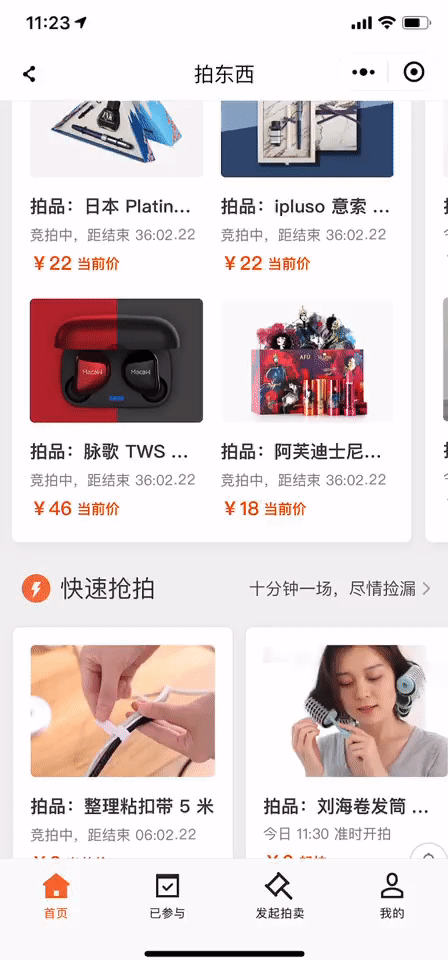 11:23
拍东西
拍品：日本 Platin...
拍品：ipluso 意索 ...
竞拍中，距结束 36:02.22
竞拍中，距结束 36:02.22
￥22 当前价
￥22 当前价
MacaW
MacaW
AFU
拍品：脉歌 TWS ...
拍品：阿芙迪士尼...
竞拍中，距结束 36:02.22
竞拍中，距结束 36:02.22
￥46 当前价
￥18 当前价
快速抢拍
十分钟一场，尽情捡漏
拍品：整理粘扣带 5 米
拍品：刘海卷发筒 ...
竞拍中，距结束 06:02.22
今日 11:30 准时开拍
首页
已参与
发起拍卖
我的